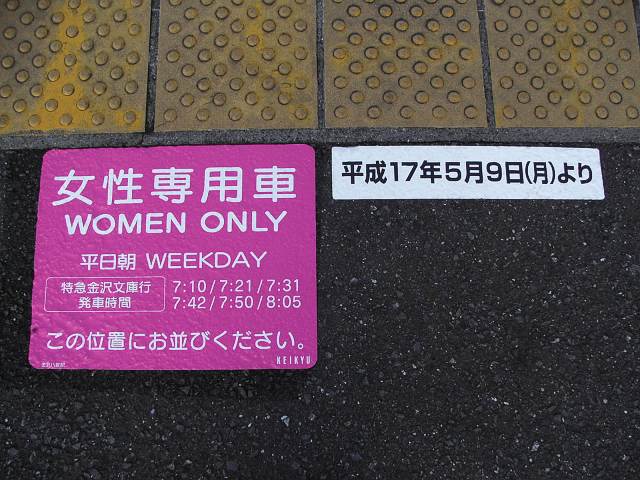 女性専用車
WOMEN ONLY
平日朝 WEEKDAY
特急金沢文庫行
発車時間
7:10/7:21/7:31
7:42/7:50/8:05
この位置にお並びください。
KEIKYU
平成17年5月9日(月)より